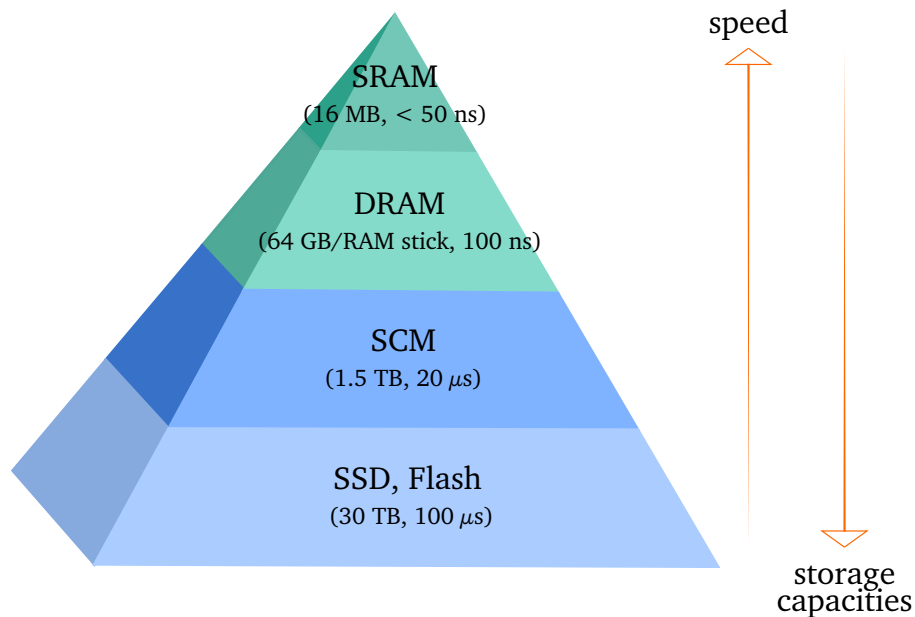 speed
SRAM
(16 MB, < 50 ns)
DRAM
(64 GB/RAM stick, 100 ns)
SCM
(1.5 TB, 20 μs)
SSD, Flash
(30 TB, 100 μs)
storage
capacities